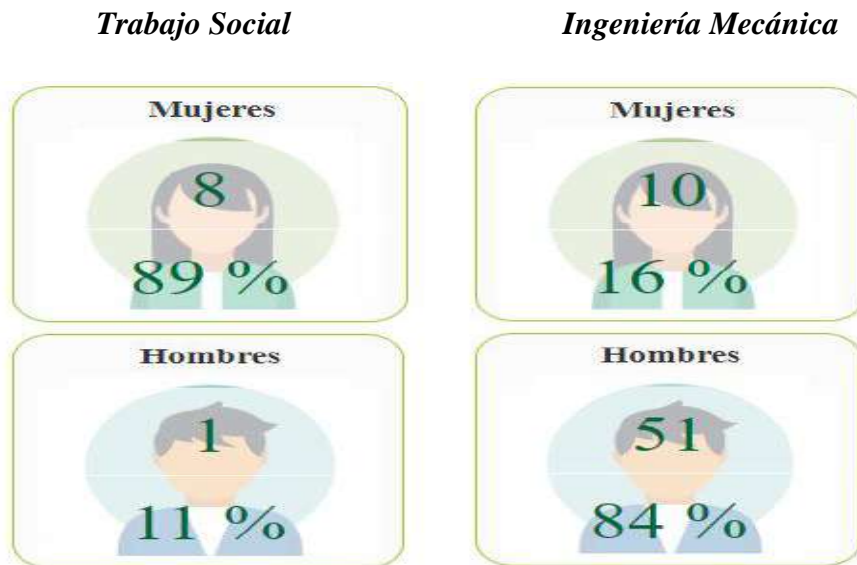 Trabajo Social
Ingeniería Mecánica
Mujeres
8
89 %
Mujeres
10
16 %
Hombres
1
11 %
Hombres
51
84 %